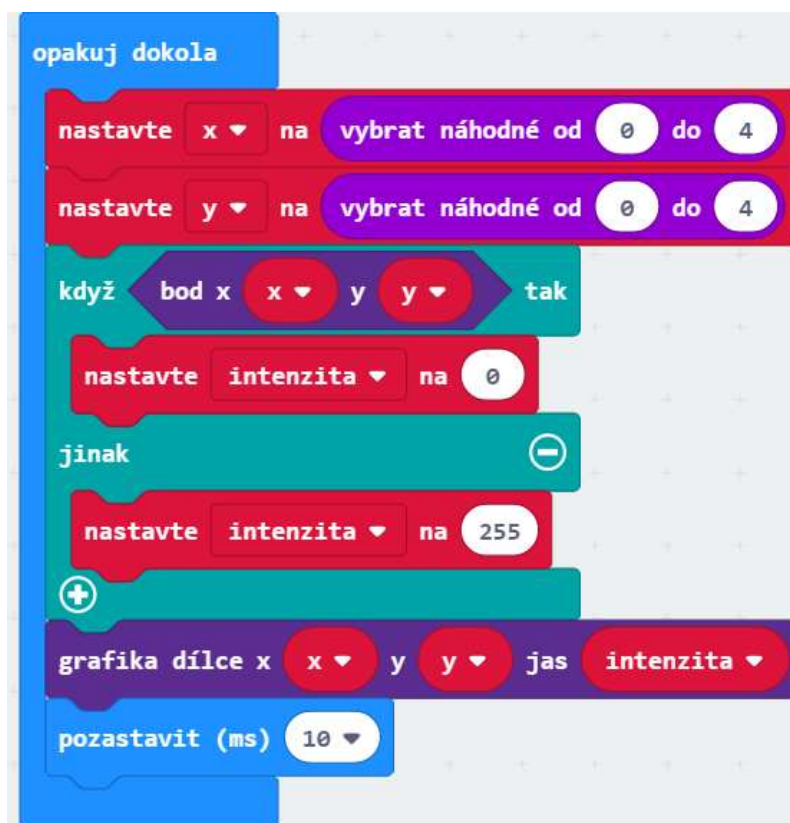 opakuj dokola
nastavte x na vybrat náhodné od 0 do 4
nastavte y na vybrat náhodné od 0 do 4
když bod x x y y tak
nastavte intenzita na 0
jinak
nastavte intenzita na 255
grafika dílce x x y y jas intenzita
pozastavit (ms) 10